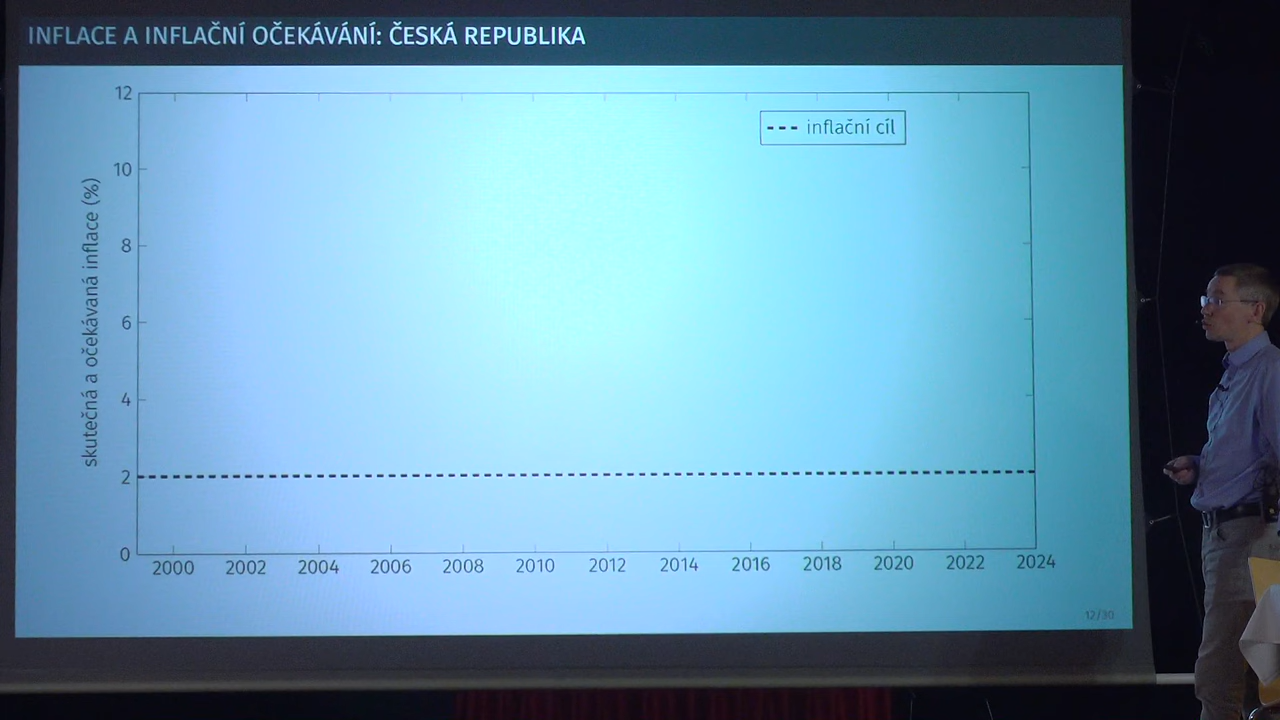 INFLACE A INFLAČNÍ OČEKÁVÁNÍ: ČESKÁ REPUBLIKA
12
inflační cíl
10
8
6
4
2
0
skutečná a očekávaná inflace (%)
2000 2002 2004 2006 2008 2010 2012 2014 2016 2018 2020 2022 2024
12/30